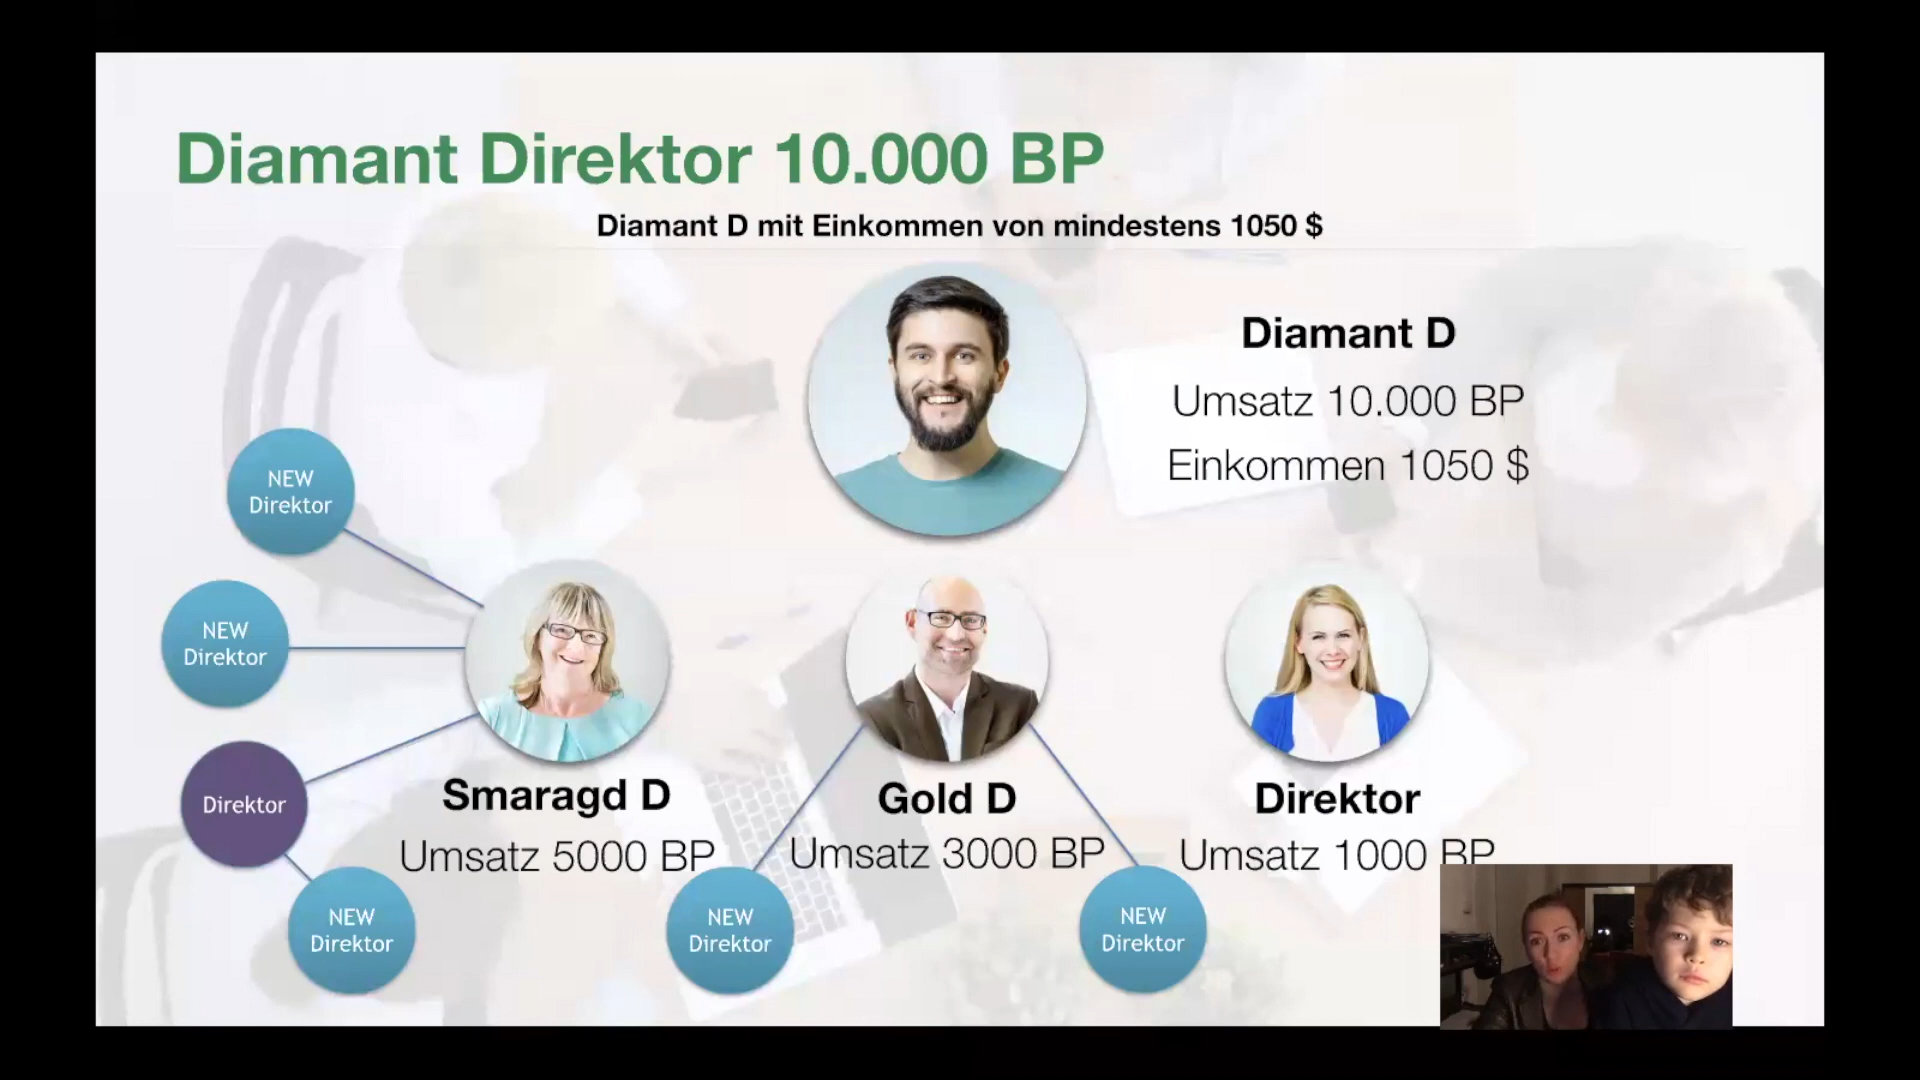 Diamant Direktor 10.000 BP
Diamant D mit Einkommen von mindestens 1050 $
Diamant D
Umsatz 10.000 BP
Einkommen 1050 $
NEW
Direktor
NEW
Direktor
Direktor
NEW
Direktor
Smaragd D
Umsatz 5000 BP
Gold D
Umsatz 3000 BP
NEW
Direktor
NEW
Direktor
Direktor
Umsatz 1000 BP